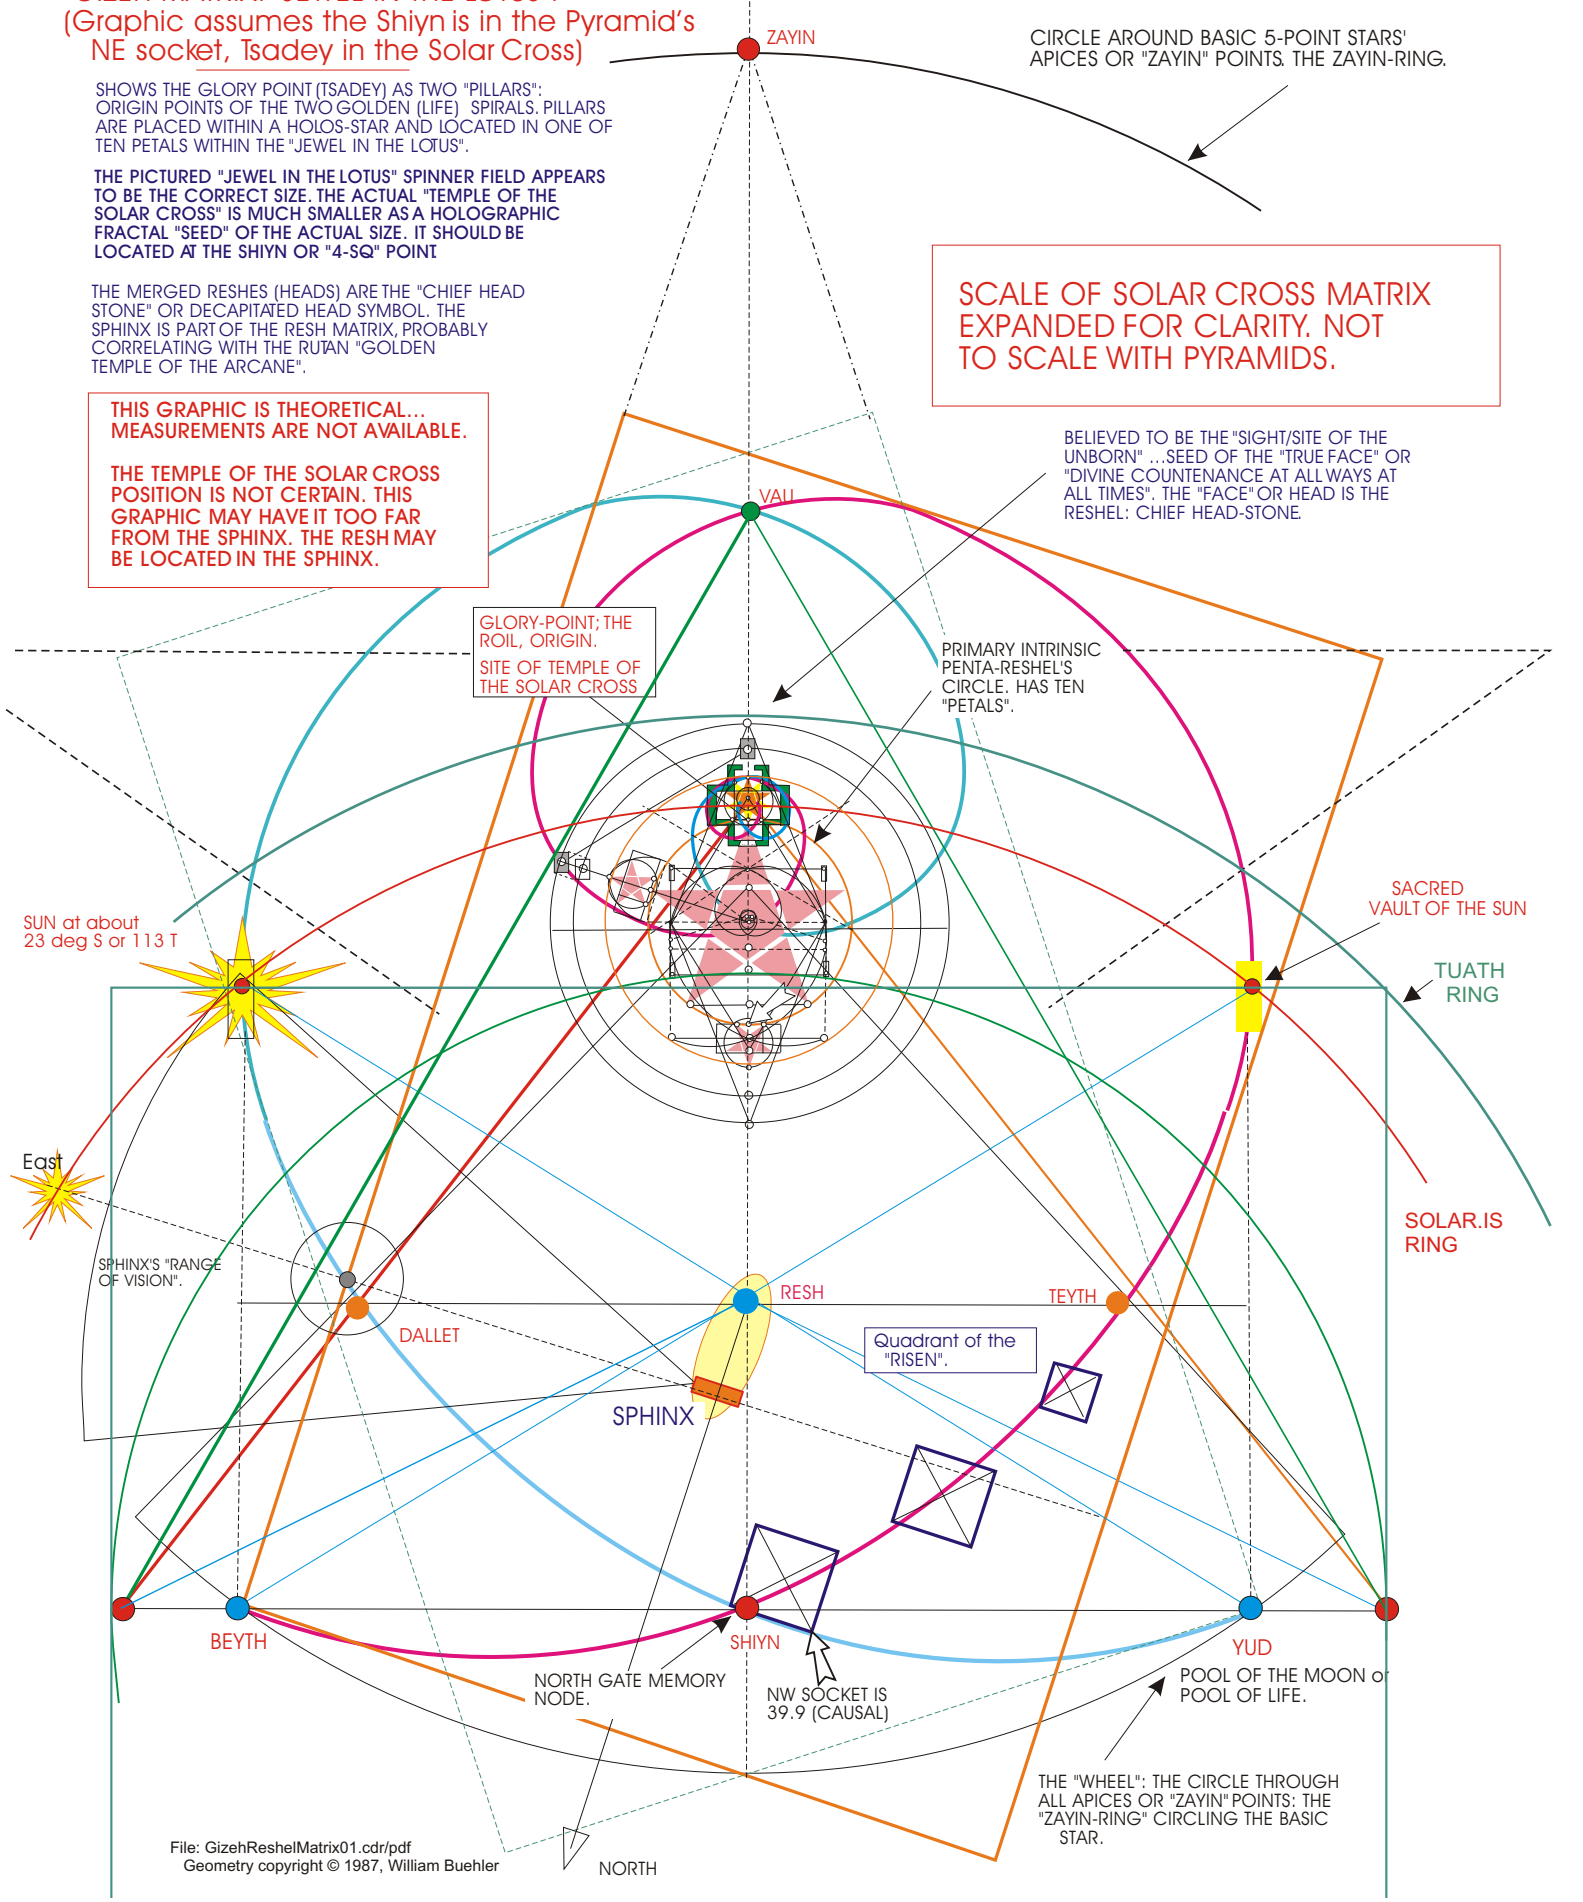 (Graphic assumes the Shiyn is in the Pyramid's
NE socket, Tsadey in the Solar Cross)
ZAYIN
CIRCLE AROUND BASIC 5-POINT STARS'
APICES OR "ZAYIN" POINTS. THE ZAYIN-RING.
SHOWS THE GLORY POINT (TSADEY) AS TWO "PILLARS":
ORIGIN POINTS OF THE TWO GOLDEN (LIFE) SPIRALS. PILLARS
ARE PLACED WITHIN A HOLOS-STAR AND LOCATED IN ONE OF
TEN PETALS WITHIN THE "JEWEL IN THE LOTUS".
THE PICTURED "JEWEL IN THE LOTUS" SPINNER FIELD APPEARS
TO BE THE CORRECT SIZE. THE ACTUAL "TEMPLE OF THE
SOLAR CROSS" IS MUCH SMALLER AS A HOLOGRAPHIC
FRACTAL "SEED" OF THE ACTUAL SIZE. IT SHOULD BE
LOCATED AT THE SHIYN OR "4-SQ" POINT
THE MERGED RESHES (HEADS) ARE THE "CHIEF HEAD
STONE" OR DECAPITATED HEAD SYMBOL. THE
SPHINX IS PART OF THE RESH MATRIX, PROBABLY
CORRELATING WITH THE RUTAN "GOLDEN
TEMPLE OF THE ARCANE".
SCALE OF SOLAR CROSS MATRIX
EXPANDED FOR CLARITY. NOT
TO SCALE WITH PYRAMIDS.
THIS GRAPHIC IS THEORETICAL...
MEASUREMENTS ARE NOT AVAILABLE.
THE TEMPLE OF THE SOLAR CROSS
POSITION IS NOT CERTAIN. THIS
GRAPHIC MAY HAVE IT TOO FAR
FROM THE SPHINX. THE RESH MAY
BE LOCATED IN THE SPHINX.
BELIEVED TO BE THE "SIGHT/SITE OF THE
UNBORN" ...SEED OF THE "TRUE FACE" OR
"DIVINE COUNTENANCE AT ALL WAYS AT
ALL TIMES". THE "FACE" OR HEAD IS THE
RESHEL: CHIEF HEAD-STONE.
VAU
GLORY-POINT; THE
ROIL, ORIGIN.
SITE OF TEMPLE OF
THE SOLAR CROSS
PRIMARY INTRINSIC
PENTA-RESHEL'S
CIRCLE. HAS TEN
"PETALS".
SUN at about
23 deg S or 113 T
SACRED
VAULT OF THE SUN
TUATH
RING
East
SOLAR.IS
RING
SPHINX'S "RANGE
OF VISION".
RESH
TEYTH
DALLET
Quadrant of the
"RISEN".
SPHINX
BEYTH
SHIYN
YUD
NORTH GATE MEMORY
NODE.
NW SOCKET IS
39.9 (CAUSAL)
POOL OF THE MOON or
POOL OF LIFE.
THE "WHEEL": THE CIRCLE THROUGH
ALL APICES OR "ZAYIN" POINTS: THE
"ZAYIN-RING" CIRCLING THE BASIC
STAR.
File: GizehReshelMatrix01.cdr/pdf
Geometry copyright © 1987, William Buehler
NORTH